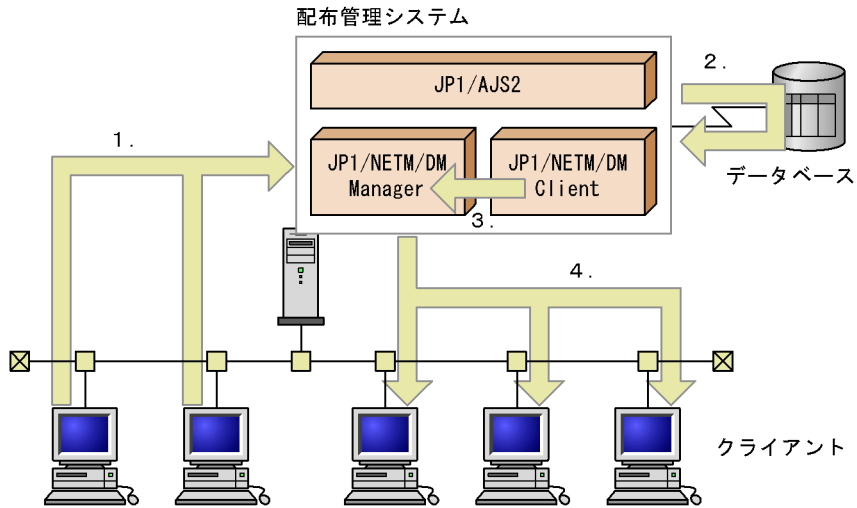 配布管理システム
JP1/AJS2
2.
1.
JP1/NETM/DM
Manager
JP1/NETM/DM
Client
データベース
3.
4.
クライアント